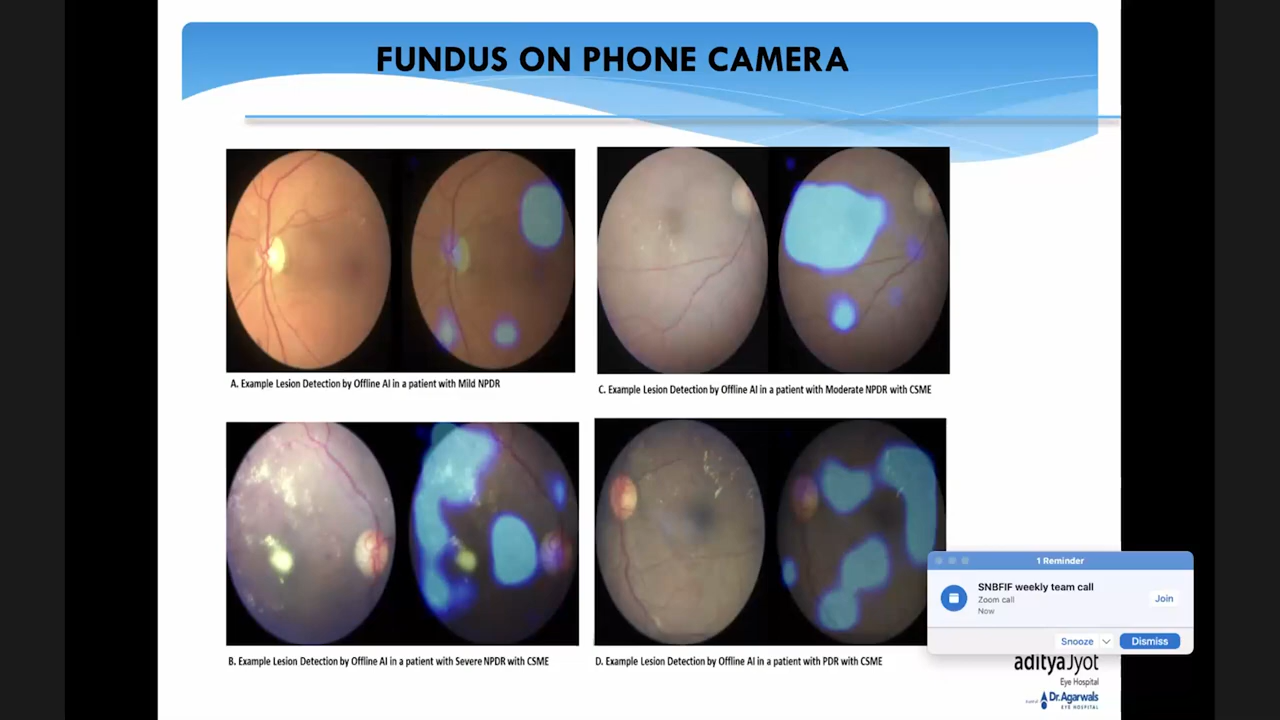 FUNDUS ON PHONE CAMERA
A. Example Lesion Detection by Offline AI in a patient with Mild NPDR
C. Example Lesion Detection by Offline AI in a patient with Moderate NPDR with CSME
B. Example Lesion Detection by Offline AI in a patient with Severe NPDR with CSME
D. Example Lesion Detection by Offline AI in a patient with PDR with CSME
1 Reminder
SNBFIF weekly team call
Zoom call
Now
Join
Snooze
Dismiss
adityaJyot
Eye Hospital
Dr.Agarwals
EYE HOSPITAL